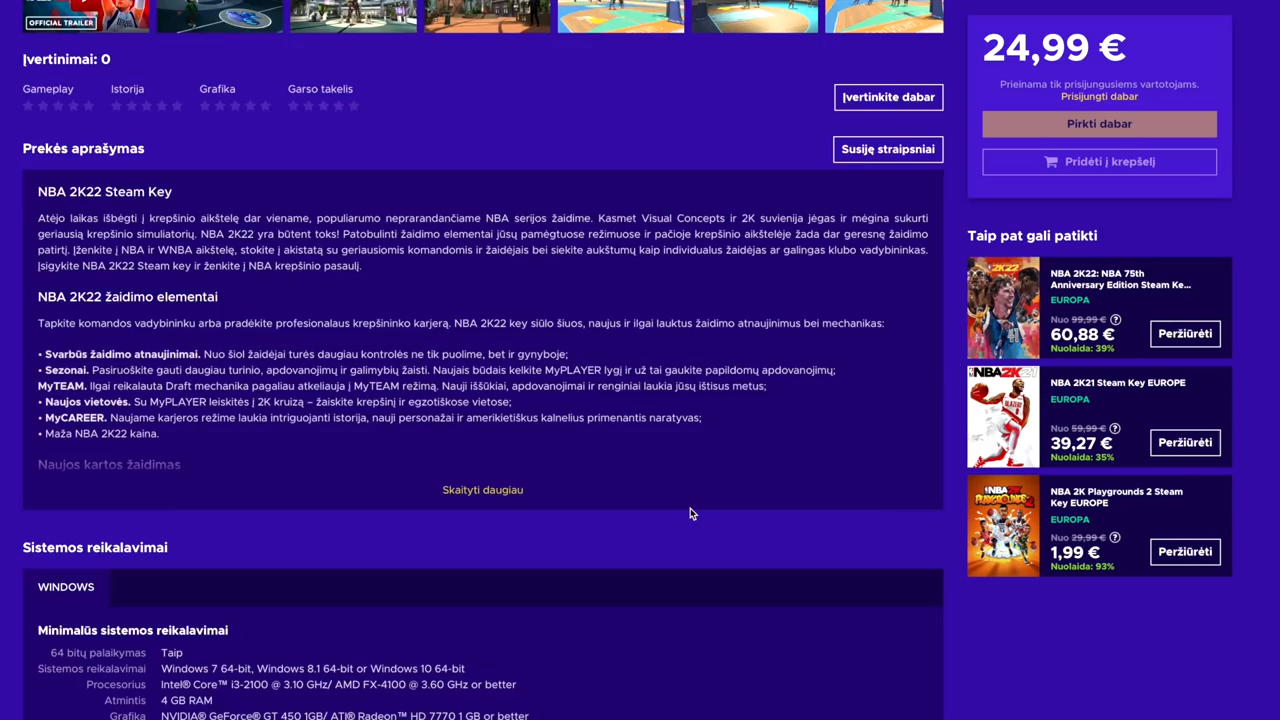 OFFICIAL TRAILER
Įvertinimai: 0
Gameplay Istorija Grafika Garso takelis
Įvertinkite dabar
Prekės aprašymas
Susiję straipsniai
NBA 2K22 Steam Key
Atėjo laikas išbėgti į krepšinio aikštelę dar viename, populiarumo neprarandančiame NBA serijos žaidime. Kasmet Visual Concepts ir 2K suvienija jėgas ir mėgina sukurti
geriausią krepšinio simuliatorių. NBA 2K22 yra būtent toks! Patobulinti žaidimo elementai jūsų pamėgtuose režimuose ir pačioje krepšinio aikštelėje žada dar geresnę žaidimo
patirtį. Įženkite į NBA ir WNBA aikštelę, stokite į akistatą su geriausiomis komandomis ir žaidėjais bei siekite aukštumų kaip individualus žaidėjas ar galingas klubo vadybininkas.
Įsigykite NBA 2K22 Steam key ir ženkite į NBA krepšinio pasaulį.
NBA 2K22 žaidimo elementai
Tapkite komandos vadybininku arba pradėkite profesionalaus krepšininko karjerą. NBA 2K22 key siūlo šiuos, naujus ir ilgai lauktus žaidimo atnaujinimus bei mechanikas:
• Svarbūs žaidimo atnaujinimai. Nuo šiol žaidėjai turės daugiau kontrolės ne tik puolime, bet ir gynyboje;
• Sezonai. Pasiruoškite gauti daugiau turinio, apdovanojimų ir galimybių žaisti. Naujais būdais kelkite MyPLAYER lygį ir už tai gaukite papildomų apdovanojimų;
MyTEAM. Ilgai reikalauta Draft mechanika pagaliau atkeliauja į MyTEAM režimą. Nauji iššūkiai, apdovanojimai ir renginiai laukia jūsų ištisus metus;
• Naujos vietovės. Su MyPLAYER leiskitės į 2K kruizą – žaiskite krepšinį ir egzotiškose vietose;
• MyCAREER. Naujame karjeros režime laukia intriguojanti istorija, nauji personažai ir amerikietiškus kalnelius primenantis naratyvas;
• Maža NBA 2K22 kaina.
Naujos kartos žaidimas
Skaityti daugiau
Sistemos reikalavimai
WINDOWS
Minimalūs sistemos reikalavimai
64 bitų palaikymas Taip
Sistemos reikalavimai Windows 7 64-bit, Windows 8.1 64-bit or Windows 10 64-bit
Procesorius Intel® Core™ i3-2100 @ 3.10 GHz/ AMD FX-4100 @ 3.60 GHz or better
Atmintis 4 GB RAM
Grafika NVIDIA® GeForce® GT 450 1GB/ ATI® Radeon™ HD 7770 1 GB or better
24,99 €
Prieinama tik prisijungusiems vartotojams.
Prisijungti dabar
Pirkti dabar
Pridėti į krepšelį
Taip pat gali patikti
2K22
NBA 2K22: NBA 75th
Anniversary Edition Steam Ke...
EUROPA
Nuo 99,99 € ?
60,88 €
Nuolaida: 39%
Peržiūrėti
NBA2K21
NBA 2K21 Steam Key EUROPE
EUROPA
Nuo 59,99 € ?
39,27 €
Nuolaida: 35%
Peržiūrėti
NBA 2K
PLAYGROUNDS 2
NBA 2K Playgrounds 2 Steam
Key EUROPE
EUROPA
Nuo 29,99 € ?
1,99 €
Nuolaida: 93%
Peržiūrėti